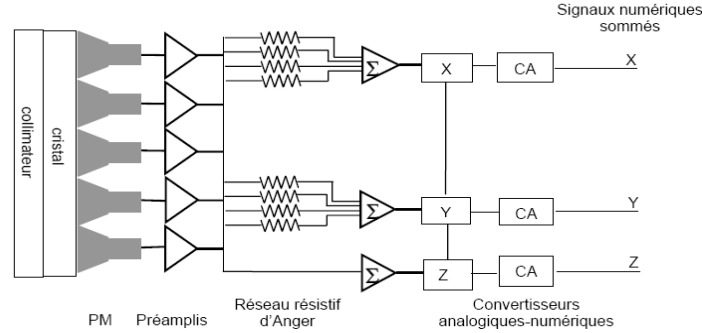 Signaux numériques
sommés
X
CA
X
collimateur
cristal
Σ
Y
CA
Y
Σ
Z
CA
Z
Σ
PM
Préamplis
Réseau résistif
d'Anger
Convertisseurs
analogiques-numériques